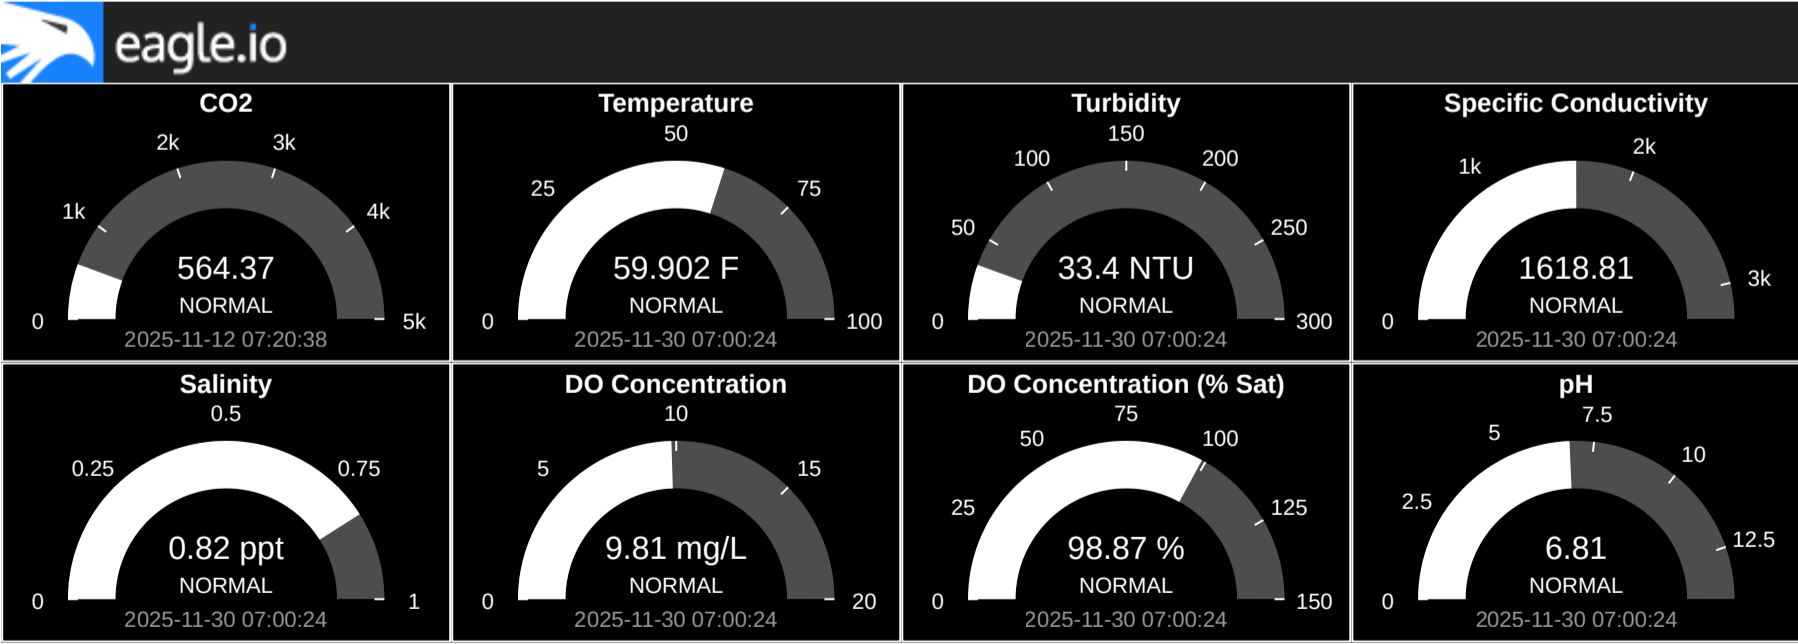 eagle.io
CO2
2k
3k
1k
4k
564.37
NORMAL
0
5k
2025-11-12 07:20:38
Temperature
50
25
75
59.902 F
NORMAL
0
100
2025-11-30 07:00:24
Turbidity
150
100
200
50
250
33.4 NTU
NORMAL
0
300
2025-11-30 07:00:24
Specific Conductivity
2k
1k
1618.81
3k
NORMAL
0
2025-11-30 07:00:24
Salinity
0.5
0.25
0.75
0.82 ppt
NORMAL
0
1
2025-11-30 07:00:24
DO Concentration
10
5
15
9.81 mg/L
NORMAL
0
20
2025-11-30 07:00:24
DO Concentration (% Sat)
75
50
100
25
125
98.87 %
NORMAL
0
150
2025-11-30 07:00:24
pH
7.5
5
10
2.5
12.5
6.81
NORMAL
0
2025-11-30 07:00:24